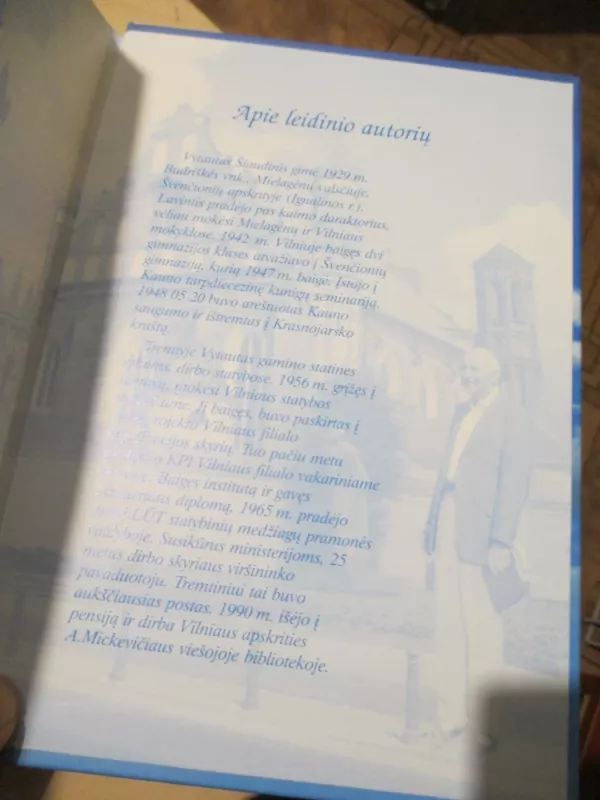 Apie leidinio autorių
Vytautas Šiaudinis gimė 1929 m.
Budriškės vnk., Mielagėnų valsčiuje,
Švenčionių apskrityje (Ignalinos r.).
Lavintis pradėjo pas kaimo daraktorius,
vėliau mokėsi Mielagėnų ir Vilniaus
mokyklose. 1942 m. Vilniuje baigęs dvi
gimnazijos klases atvažiavo į Švenčionių
gimnaziją, kurią 1947 m. baigė. Įstojo į
Kauno tarpdiecezinę kunigų seminariją.
1948 05 20 buvo areštuotas Kauno
saugumo ir ištremtas į Krasnojarsko
kraštą.
Tremtyje Vytautas gamino statines
dirbo statybose. 1956 m. grįžęs į
mokėsi Vilniaus statybos
Jį baigęs, buvo paskirtas į
Vilniaus filialo
skyrių. Tuo pačiu metu
KPI Vilniaus filialo vakariniame
Baigęs institutą ir gavęs
diplomą, 1965 m. pradėjo
LŪT statybinių medžiagų pramonės
valdyboje. Susikūrus ministerijoms, 25
metus dirbo skyriaus viršininko
pavaduotoju. Tremtiniui tai buvo
aukščiausias postas. 1990 m. išėjo į
pensiją ir dirba Vilniaus apskrities
A.Mickevičiaus viešojoje bibliotekoje.